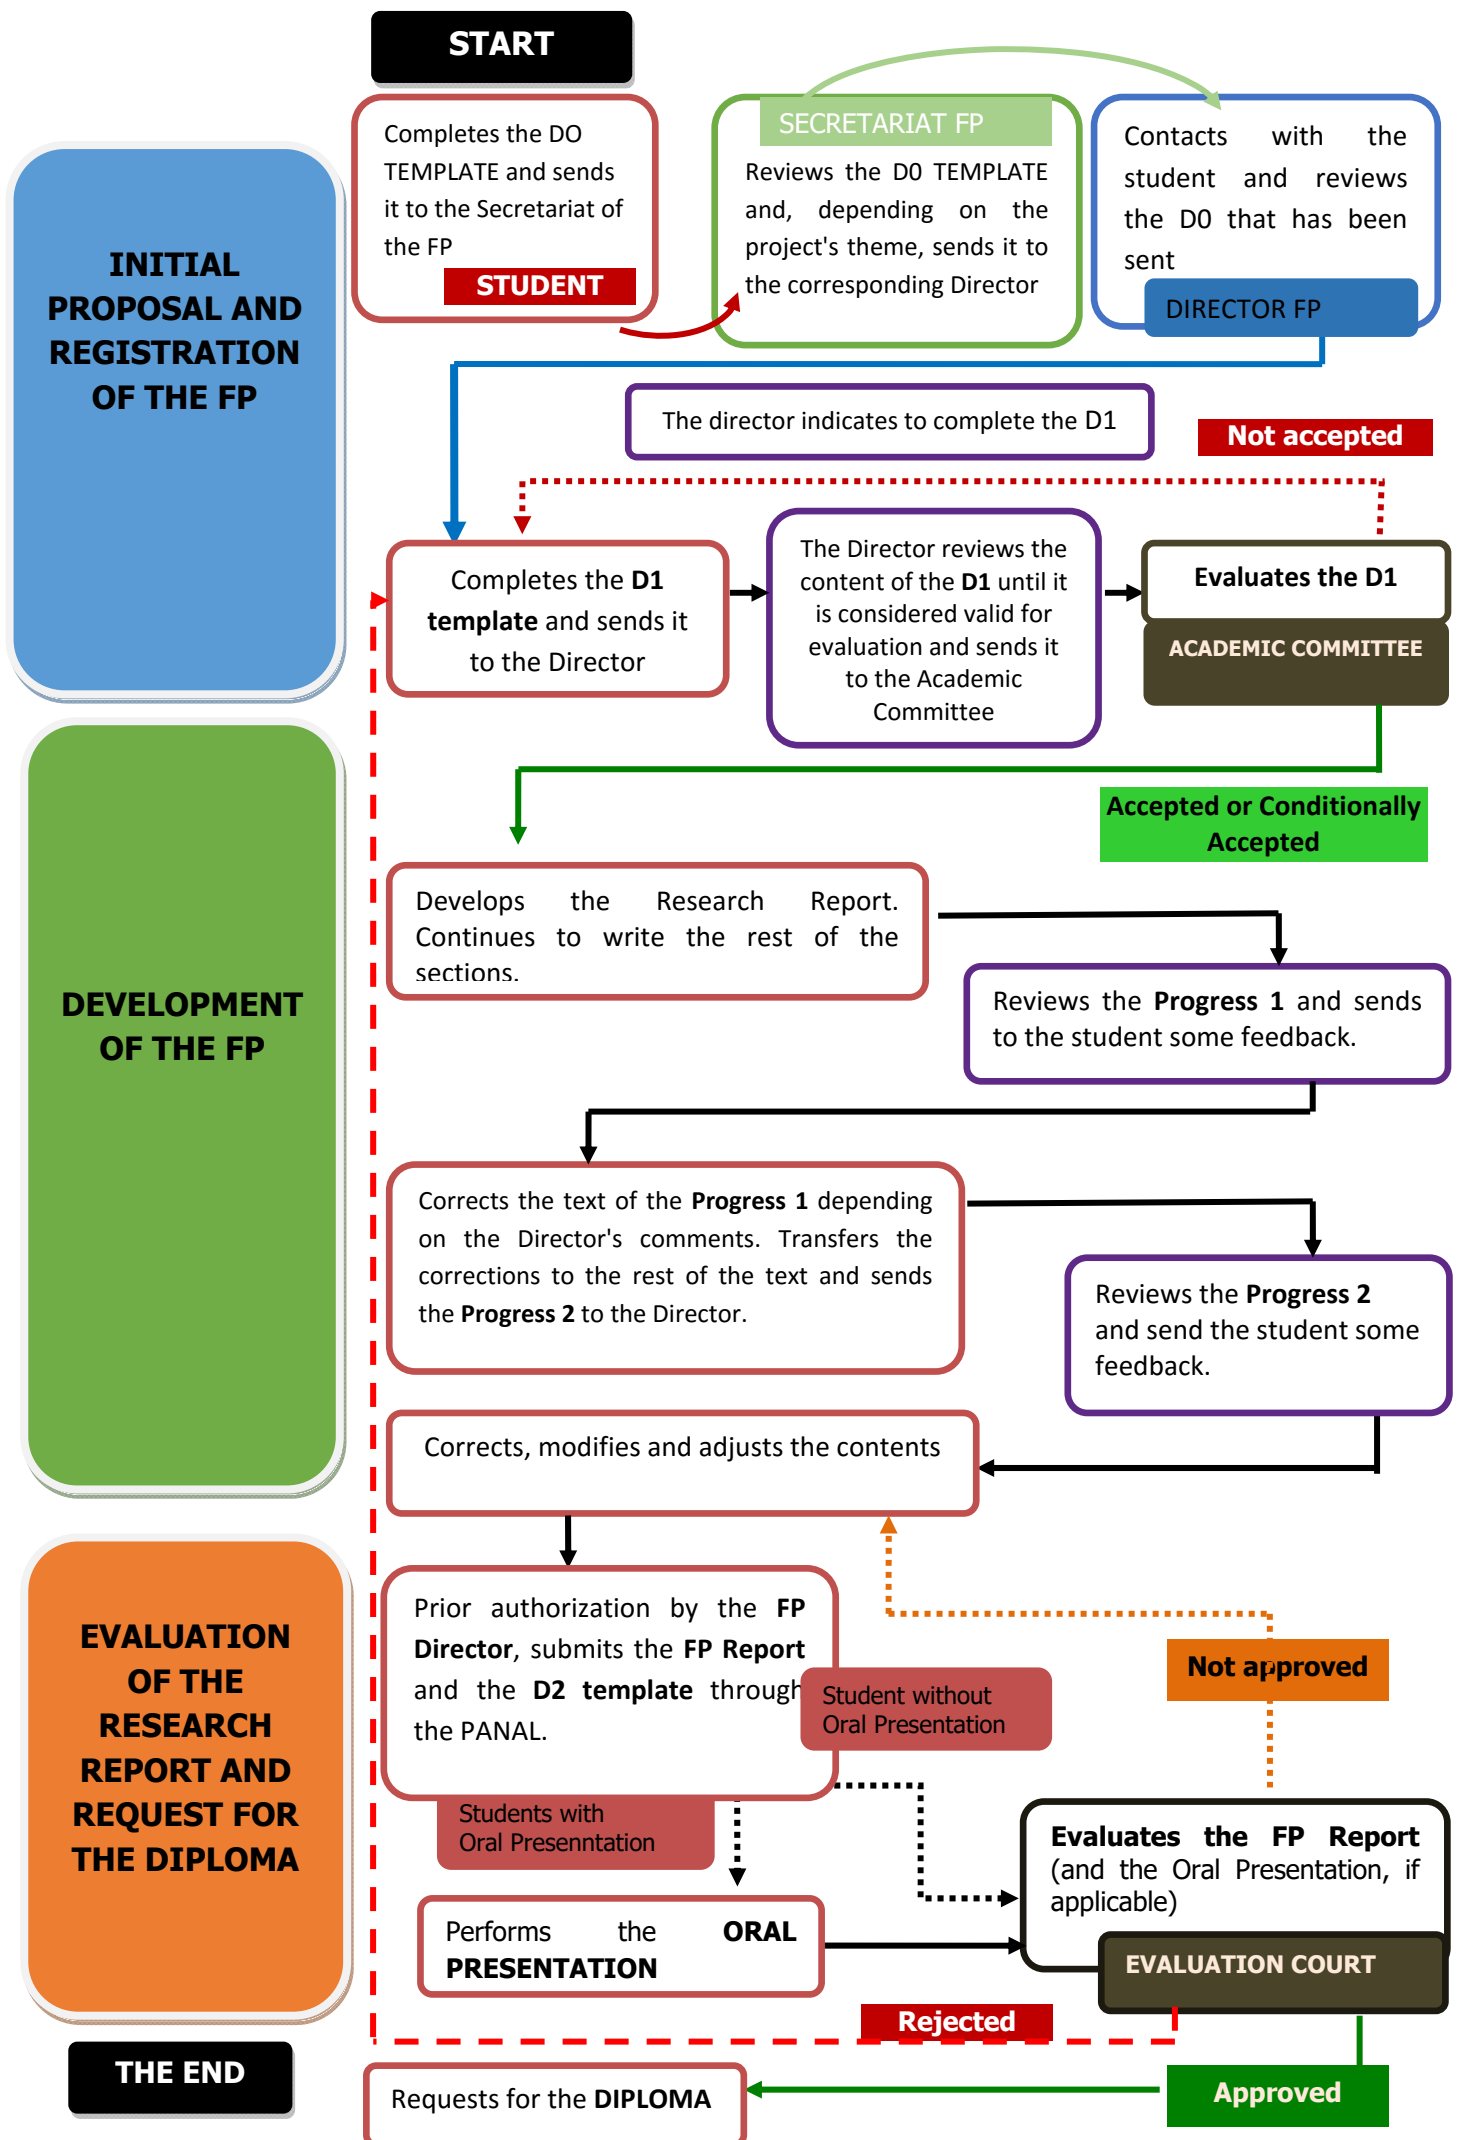 START
Completes the DO
TEMPLATE and sends
it to the Secretariat of
the FP
STUDENT
SECRETARIAT FP
Reviews the D0 TEMPLATE
and, depending on the
project's theme, sends it to
the corresponding Director
Contacts with the
student and reviews
the D0 that has been
sent
DIRECTOR FP
INITIAL
PROPOSAL AND
REGISTRATION
OF THE FP
The director indicates to complete the D1
Not accepted
Completes the D1
template and sends it
to the Director
The Director reviews the
content of the D1 until it
is considered valid for
evaluation and sends it
to the Academic
Committee
Evaluates the D1
ACADEMIC COMMITTEE
Accepted or Conditionally
Accepted
DEVELOPMENT
OF THE FP
Develops the Research Report.
Continues to write the rest of the
sections.
Reviews the Progress 1 and sends
to the student some feedback.
Corrects the text of the Progress 1 depending
on the Director's comments. Transfers the
corrections to the rest of the text and sends
the Progress 2 to the Director.
Reviews the Progress 2
and send the student some
feedback.
Corrects, modifies and adjusts the contents
EVALUATION
OF THE
RESEARCH
REPORT AND
REQUEST FOR
THE DIPLOMA
Prior authorization by the FP
Director, submits the FP Report
and the D2 template through
the PANAL.
Student without
Oral Presentation
Not approved
Students with
Oral Presenntation
Evaluates the FP Report
(and the Oral Presentation, if
applicable)
EVALUATION COURT
Performs the ORAL
PRESENTATION
Rejected
THE END
Requests for the DIPLOMA
Approved